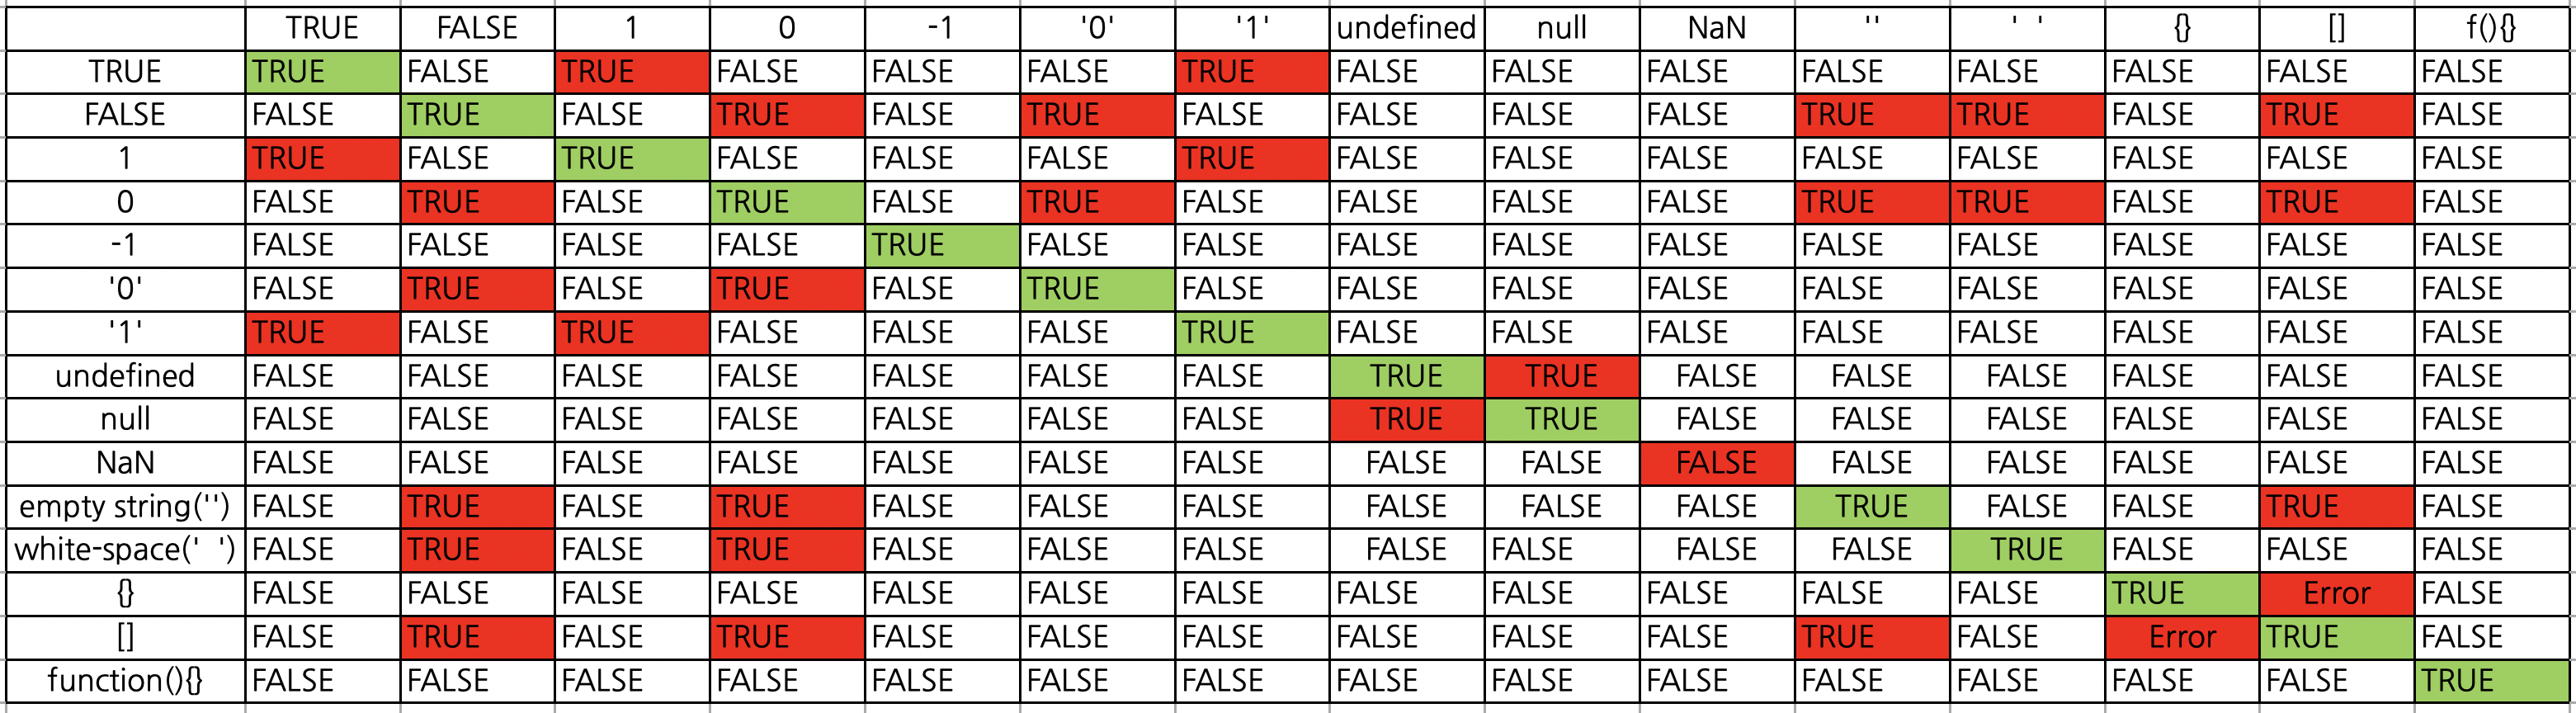 TRUE FALSE 1 0 -1 '0' '1' undefined null NaN '' ' ' {} [] f(){}
TRUE TRUE FALSE TRUE FALSE FALSE FALSE TRUE FALSE FALSE FALSE FALSE FALSE FALSE FALSE FALSE
FALSE FALSE TRUE FALSE TRUE FALSE TRUE FALSE FALSE FALSE FALSE TRUE TRUE FALSE TRUE FALSE
1 TRUE FALSE TRUE FALSE FALSE FALSE TRUE FALSE FALSE FALSE FALSE FALSE FALSE FALSE FALSE
0 FALSE TRUE FALSE TRUE FALSE TRUE FALSE FALSE FALSE FALSE TRUE TRUE FALSE TRUE FALSE
-1 FALSE FALSE FALSE FALSE TRUE FALSE FALSE FALSE FALSE FALSE FALSE FALSE FALSE FALSE FALSE
'0' FALSE TRUE FALSE TRUE FALSE TRUE FALSE FALSE FALSE FALSE FALSE FALSE FALSE FALSE FALSE
'1' TRUE FALSE TRUE FALSE FALSE FALSE TRUE FALSE FALSE FALSE FALSE FALSE FALSE FALSE FALSE
undefined FALSE FALSE FALSE FALSE FALSE FALSE FALSE TRUE TRUE FALSE FALSE FALSE FALSE FALSE FALSE
null FALSE FALSE FALSE FALSE FALSE FALSE FALSE TRUE TRUE FALSE FALSE FALSE FALSE FALSE FALSE
NaN FALSE FALSE FALSE FALSE FALSE FALSE FALSE FALSE FALSE FALSE FALSE FALSE FALSE FALSE FALSE
empty string('') FALSE TRUE FALSE TRUE FALSE FALSE FALSE FALSE FALSE FALSE TRUE FALSE FALSE TRUE FALSE
white-space(' ') FALSE TRUE FALSE TRUE FALSE FALSE FALSE FALSE FALSE FALSE FALSE TRUE FALSE FALSE FALSE
{} FALSE FALSE FALSE FALSE FALSE FALSE FALSE FALSE FALSE FALSE FALSE FALSE TRUE Error FALSE
[] FALSE TRUE FALSE TRUE FALSE FALSE FALSE FALSE FALSE FALSE TRUE FALSE Error TRUE FALSE
function(){} FALSE FALSE FALSE FALSE FALSE FALSE FALSE FALSE FALSE FALSE FALSE FALSE FALSE FALSE TRUE